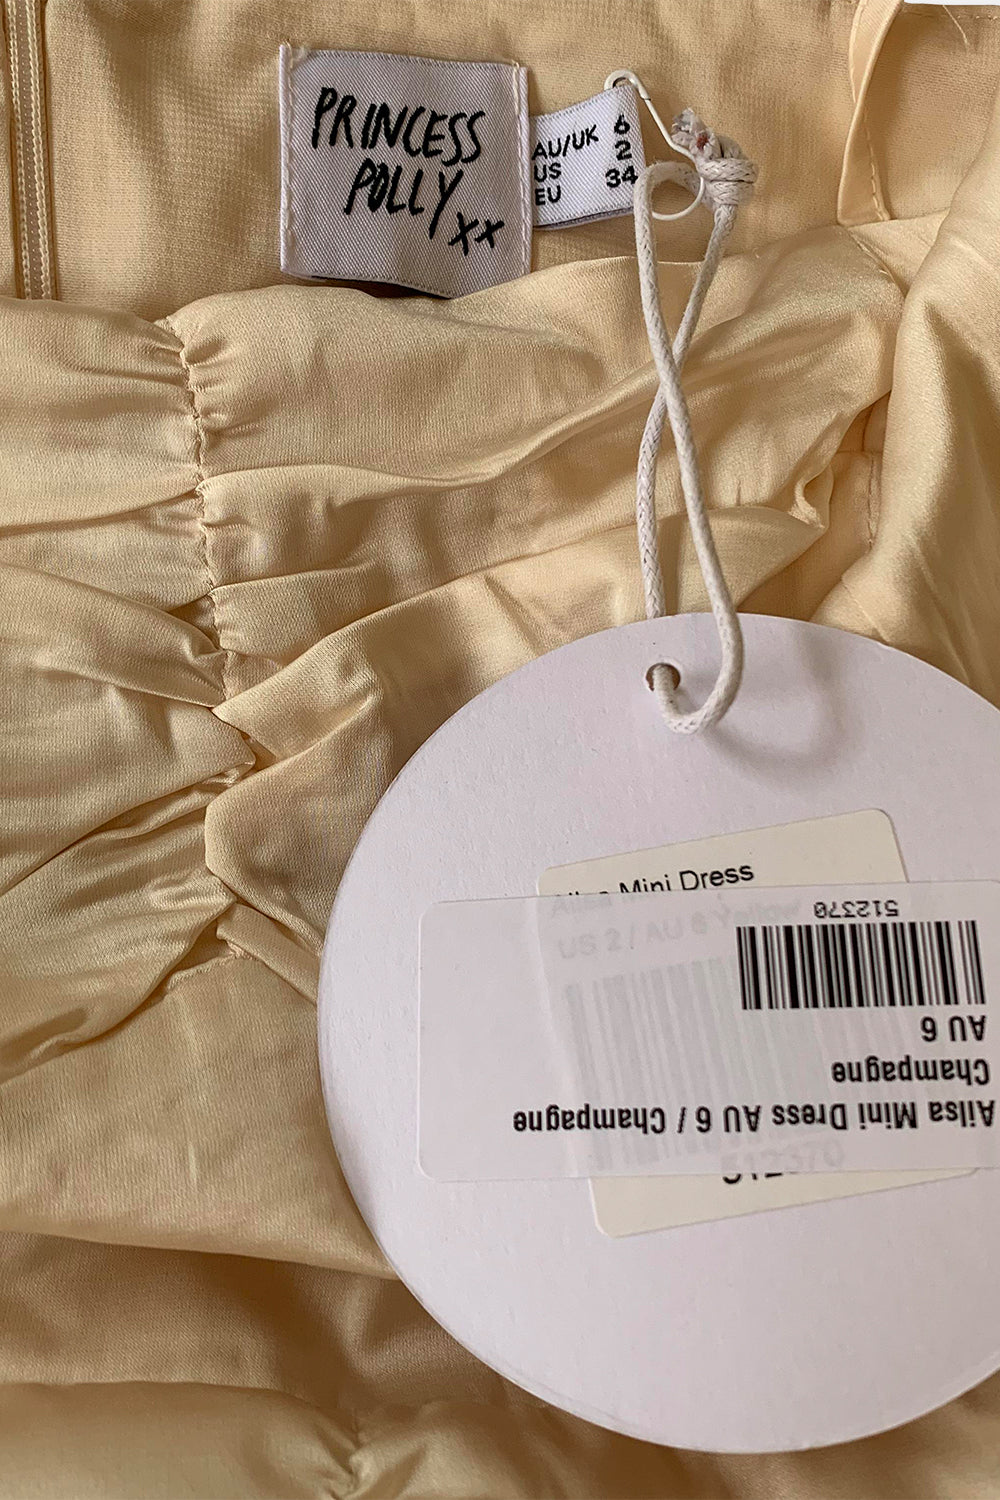 PRINCESS
POLLY
xx
AU/UK 6
US 2
EU 34
Ailsa Mini Dress
US 2 / AU 6 Yellow
512370
Ailsa Mini Dress AU 6 / Champagne
Champagne
AU 6
512370